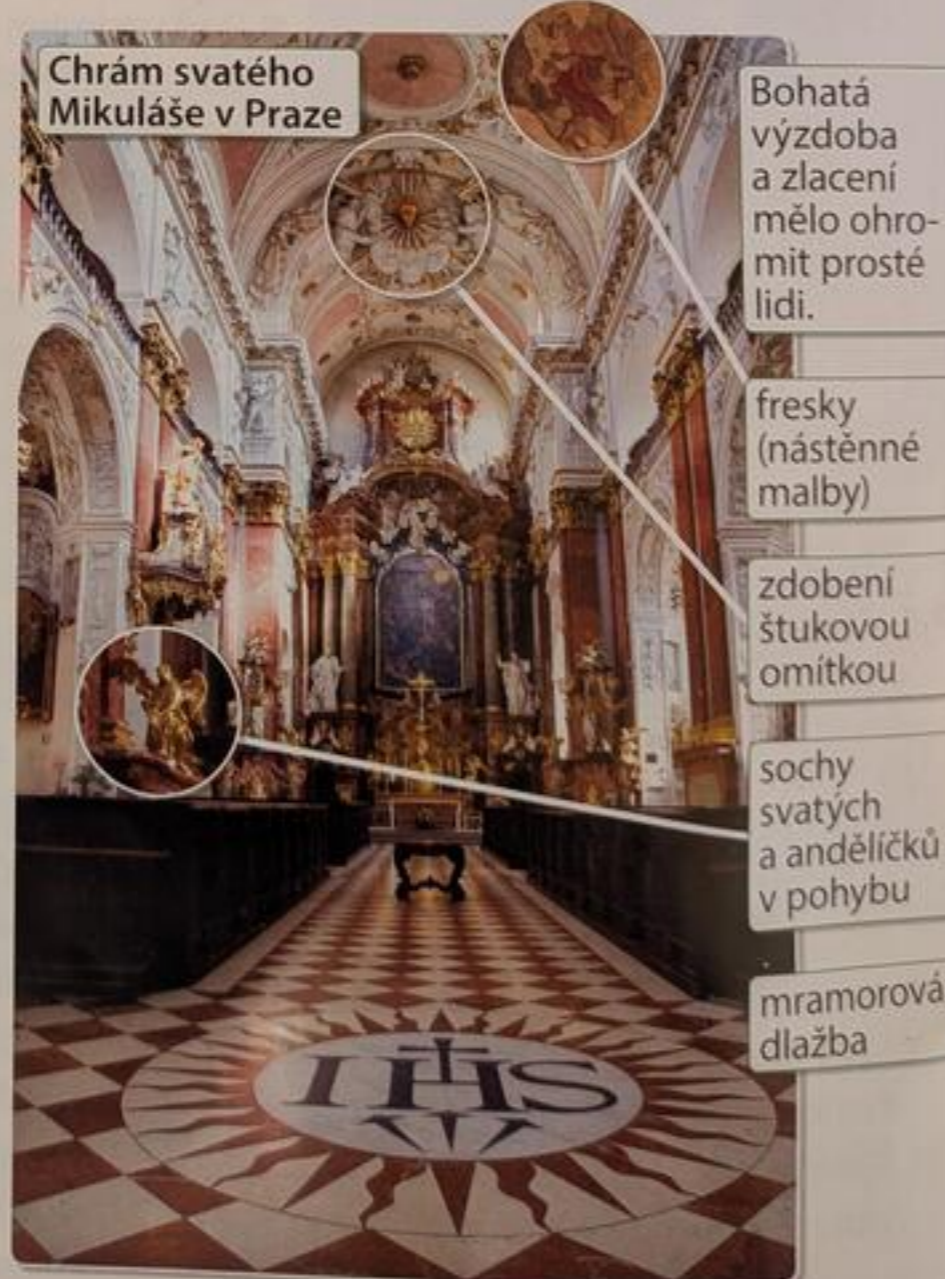 Chrám svatého
Mikuláše v Praze
Bohatá
výzdoba
a zlacení
mělo ohro-
mit prosté
lidi.
fresky
(nástěnné
malby)
zdobení
štukovou
omítkou
sochy
svatých
a andělíčků
v pohybu
mramorová
dlažba
IHS